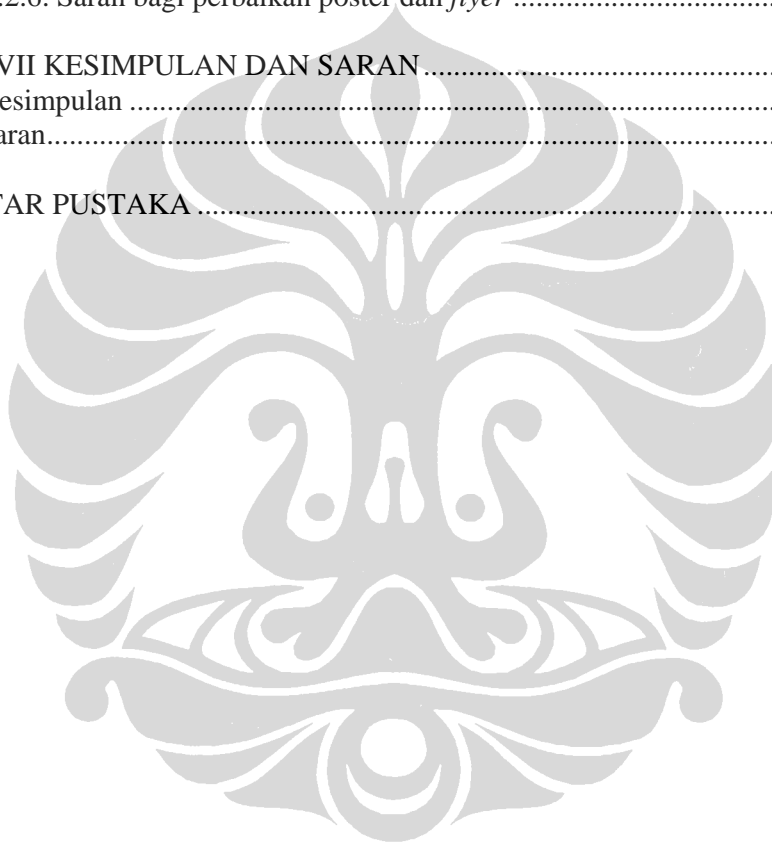 .2.6. Saran bagi perbaikan poster dan flyer ................................................
VII KESIMPULAN DAN SARAN ................................................
esimpulan ................................................
aran ................................................
TAR PUSTAKA ................................................